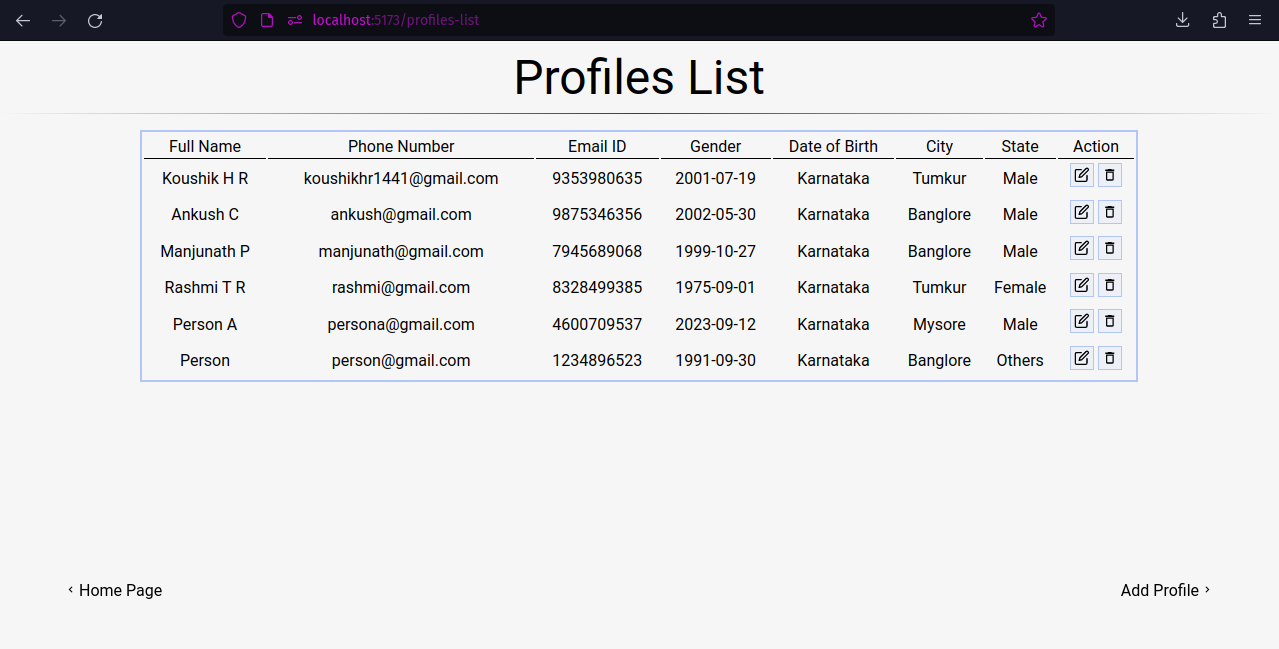 localhost:5173/profiles-list
Profiles List
Full Name Phone Number Email ID Gender Date of Birth City State Action
Koushik H R koushikhr1441@gmail.com 9353980635 2001-07-19 Karnataka Tumkur Male
Ankush C ankush@gmail.com 9875346356 2002-05-30 Karnataka Banglore Male
Manjunath P manjunath@gmail.com 7945689068 1999-10-27 Karnataka Banglore Male
Rashmi T R rashmi@gmail.com 8328499385 1975-09-01 Karnataka Tumkur Female
Person A persona@gmail.com 4600709537 2023-09-12 Karnataka Mysore Male
Person person@gmail.com 1234896523 1991-09-30 Karnataka Banglore Others
Home Page Add Profile